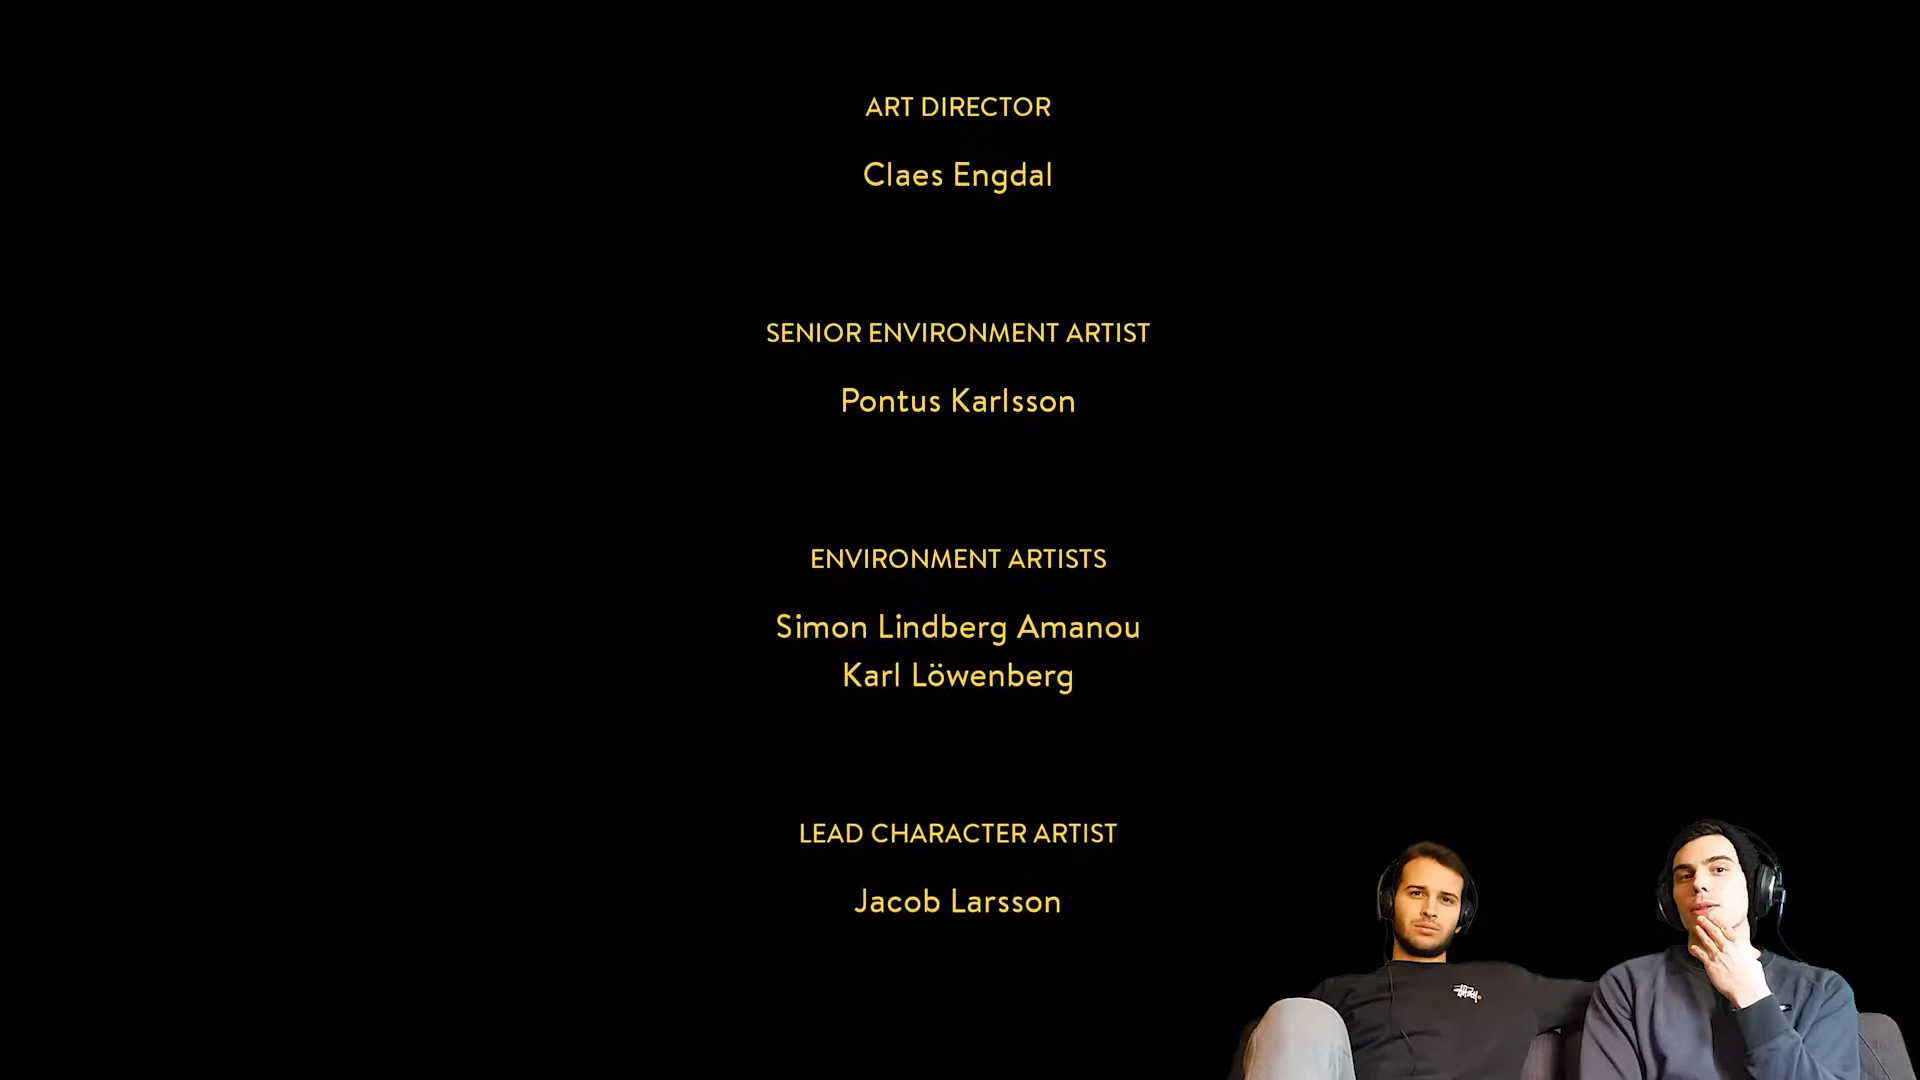 ART DIRECTOR
Claes Engdal
SENIOR ENVIRONMENT ARTIST
Pontus Karlsson
ENVIRONMENT ARTISTS
Simon Lindberg Amanou
Karl Löwenberg
LEAD CHARACTER ARTIST
Jacob Larsson